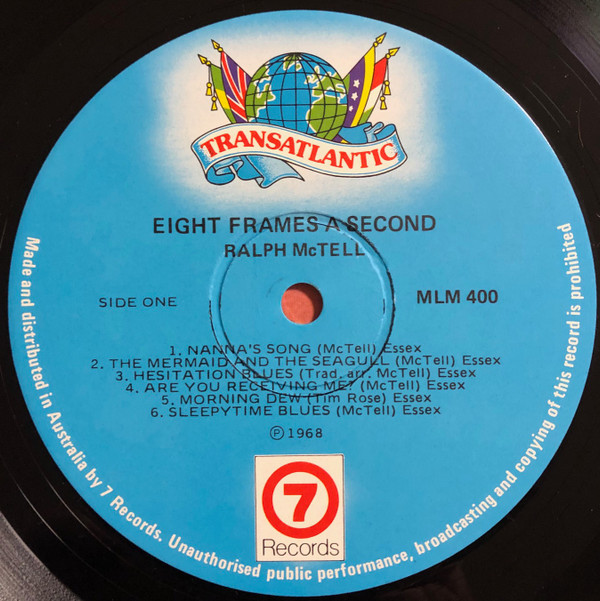 TRANSATLANTIC
EIGHT FRAMES A SECOND
RALPH McTELL
SIDE ONE
MLM 400
1. NANNA'S SONG (McTell) Essex
2. THE MERMAID AND THE SEAGULL (McTell) Essex
3. HESITATION BLUES (Trad. arr. McTell) Essex
4. ARE YOU RECEIVING ME? (McTell) Essex
5. MORNING DEW (Tim Rose) Essex
6. SLEEPYTIME BLUES (McTell) Essex
Ⓟ 1968
7
Records
Made and distributed in Australia by 7 Records. Unauthorised public performance, broadcasting and copying of this record is prohibited